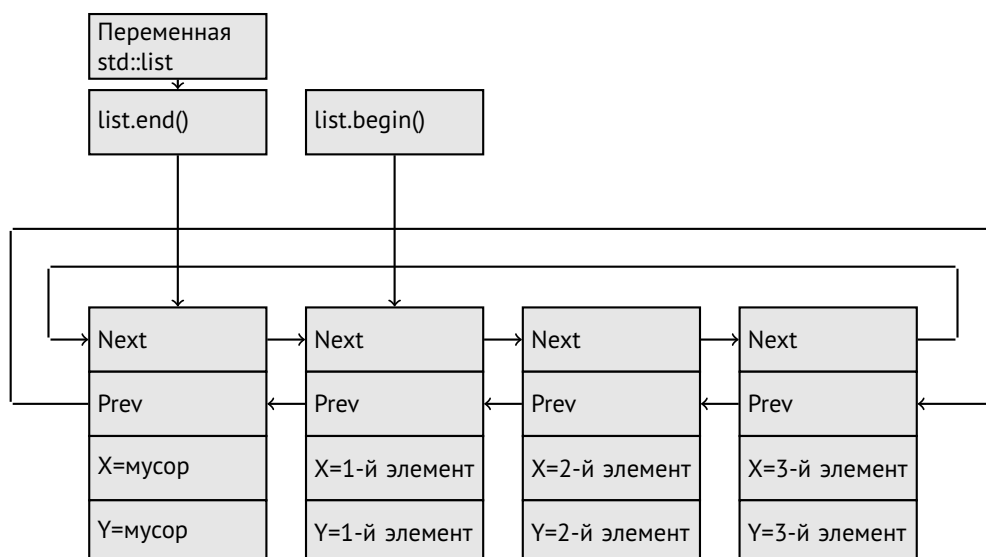 Переменная
std::list
list.end()
list.begin()
Next
Next
Next
Next
Prev
Prev
Prev
Prev
X=мусор
X=1-й элемент
X=2-й элемент
X=3-й элемент
Y=мусор
Y=1-й элемент
Y=2-й элемент
Y=3-й элемент